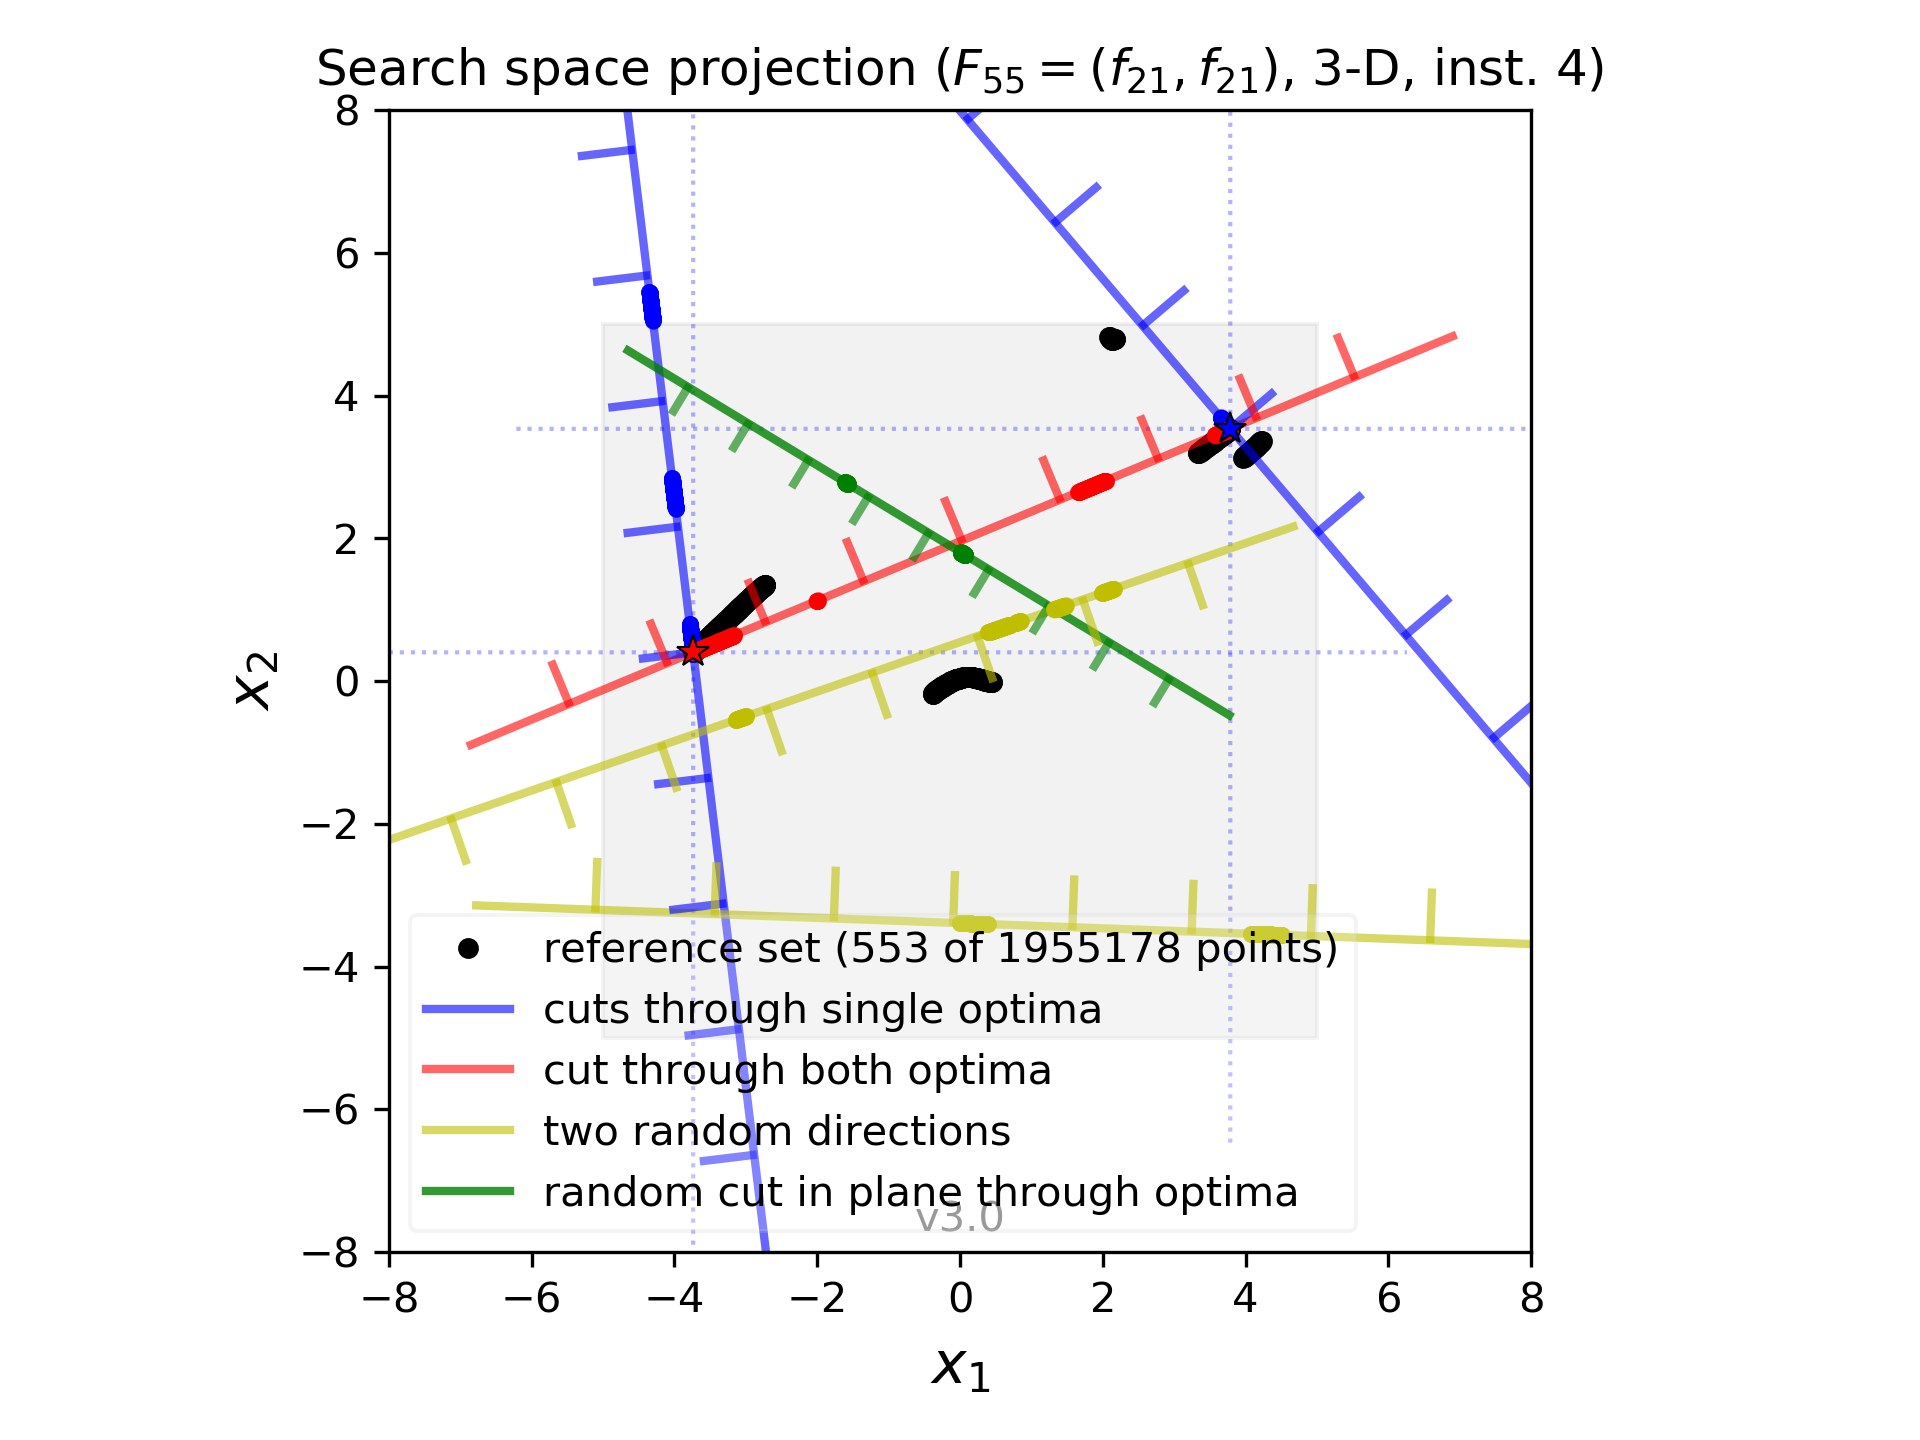 Search space projection (F55 = (f21, f21), 3-D, inst. 4)
8
6
4
2
0
−2
−4
−6
−8
x2
reference set (553 of 1955178 points)
cuts through single optima
cut through both optima
two random directions
random cut in plane through optima
v3.0
−8 −6 −4 −2 0 2 4 6 8
x1